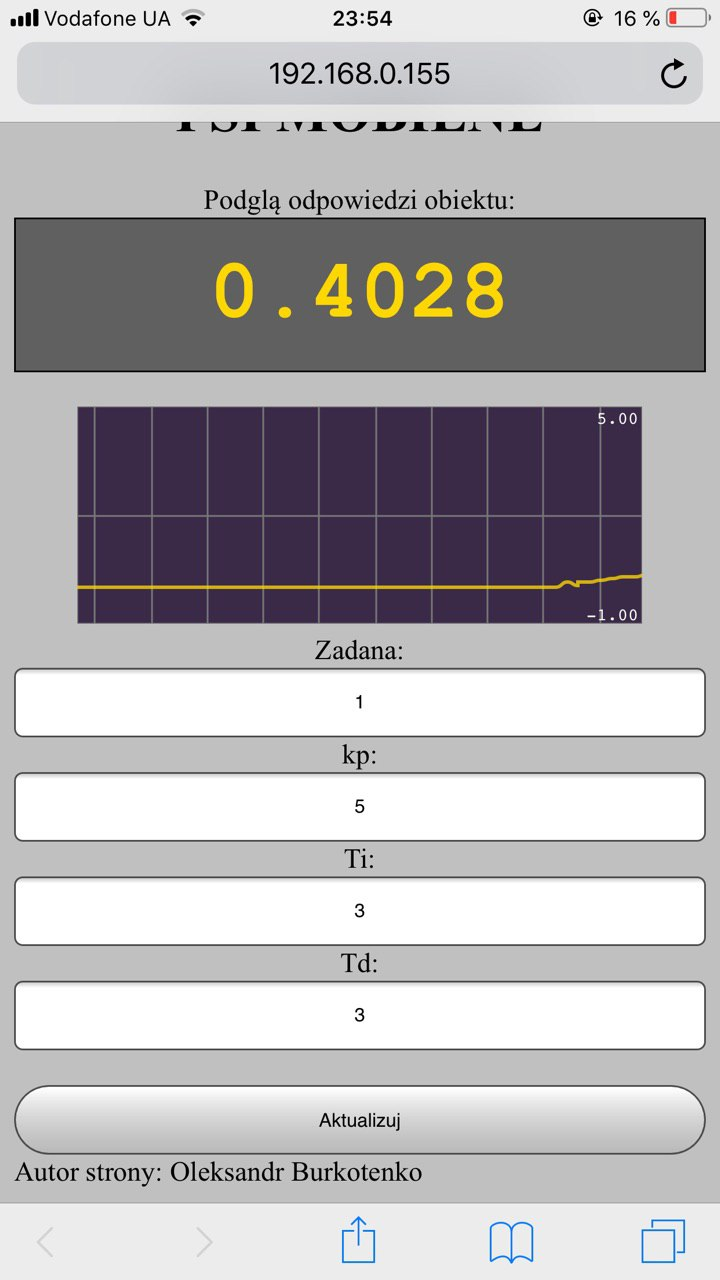 Vodafone UA 23:54 16 %
192.168.0.155
Podglą odpowiedzi obiektu:
0.4028
5.00
-1.00
Zadana:
1
kp:
5
Ti:
3
Td:
3
Aktualizuj
Autor strony: Oleksandr Burkotenko